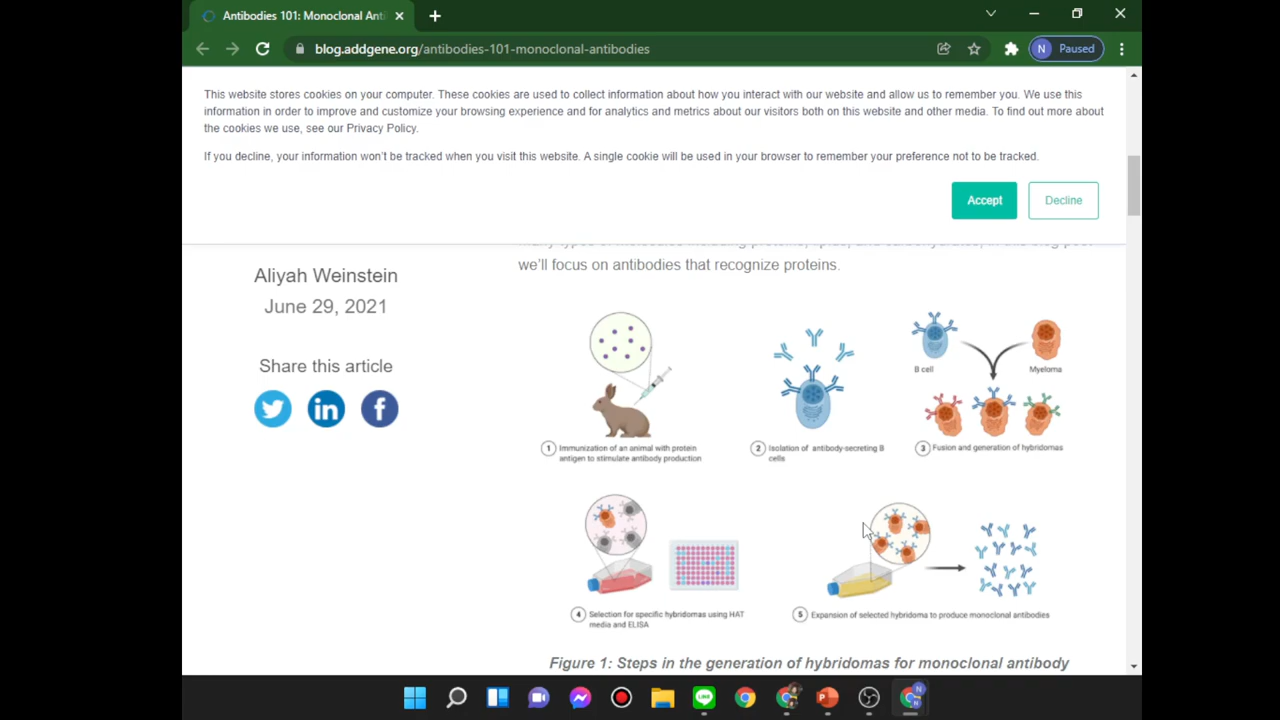 Antibodies 101: Monoclonal Anti
blog.addgene.org/antibodies-101-monoclonal-antibodies
N Paused
This website stores cookies on your computer. These cookies are used to collect information about how you interact with our website and allow us to remember you. We use this
information in order to improve and customize your browsing experience and for analytics and metrics about our visitors both on this website and other media. To find out more about
the cookies we use, see our Privacy Policy.
If you decline, your information won't be tracked when you visit this website. A single cookie will be used in your browser to remember your preference not to be tracked.
Accept
Decline
we'll focus on antibodies that recognize proteins.
Aliyah Weinstein
June 29, 2021
Share this article
B cell
Myeloma
1 Immunization of an animal with protein
antigen to stimulate antibody production
2 Isolation of antibody-secreting B
cells
3 Fusion and generation of hybridomas
4 Selection for specific hybridomas using HAT
media and ELISA
5 Expansion of selected hybridoma to produce monoclonal antibodies
Figure 1: Steps in the generation of hybridomas for monoclonal antibody